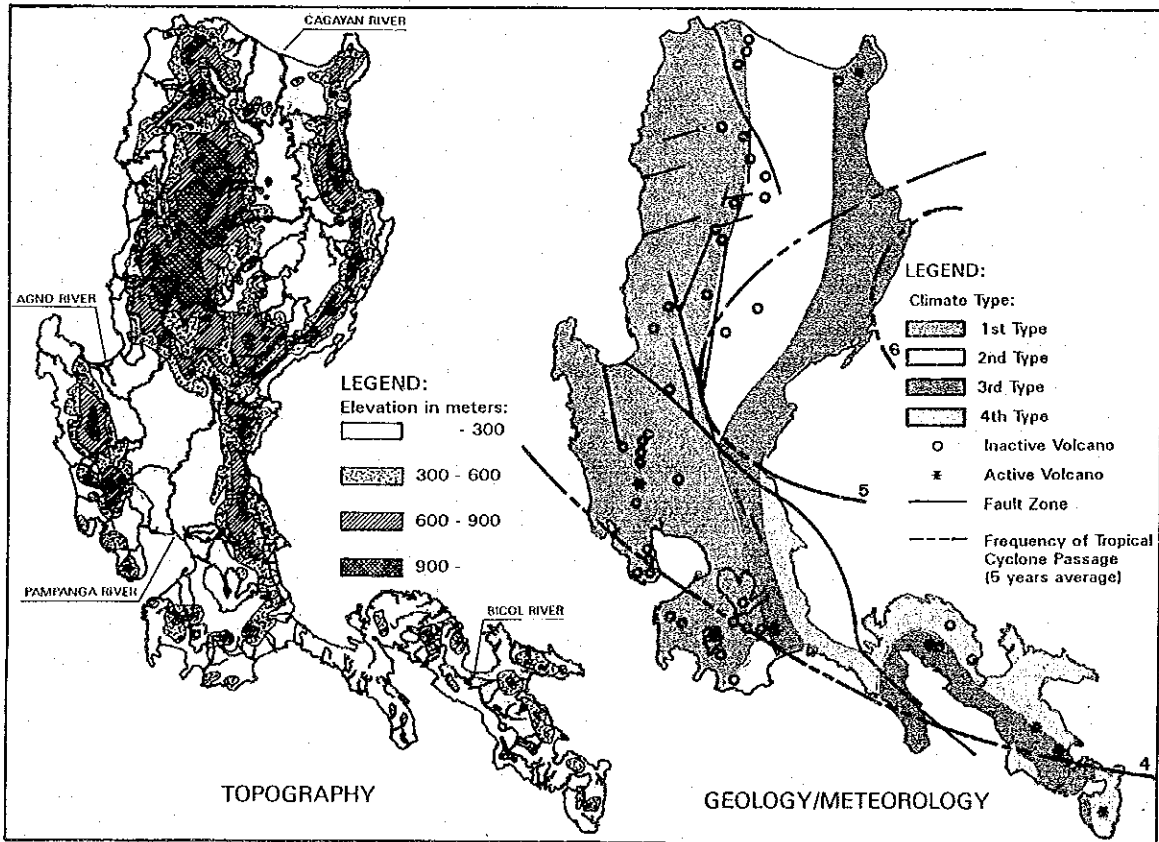 CAGAYAN RIVER
AGNO RIVER
LEGEND:
Elevation in meters:
- 300
300 - 600
600 - 900
900 -
PAMPANGA RIVER
BICOL RIVER
TOPOGRAPHY
LEGEND:
Climate Type:
1st Type
2nd Type
3rd Type
4th Type
Inactive Volcano
Active Volcano
Fault Zone
Frequency of Tropical
Cyclone Passage
(5 years average)
6
5
4
GEOLOGY/METEOROLOGY